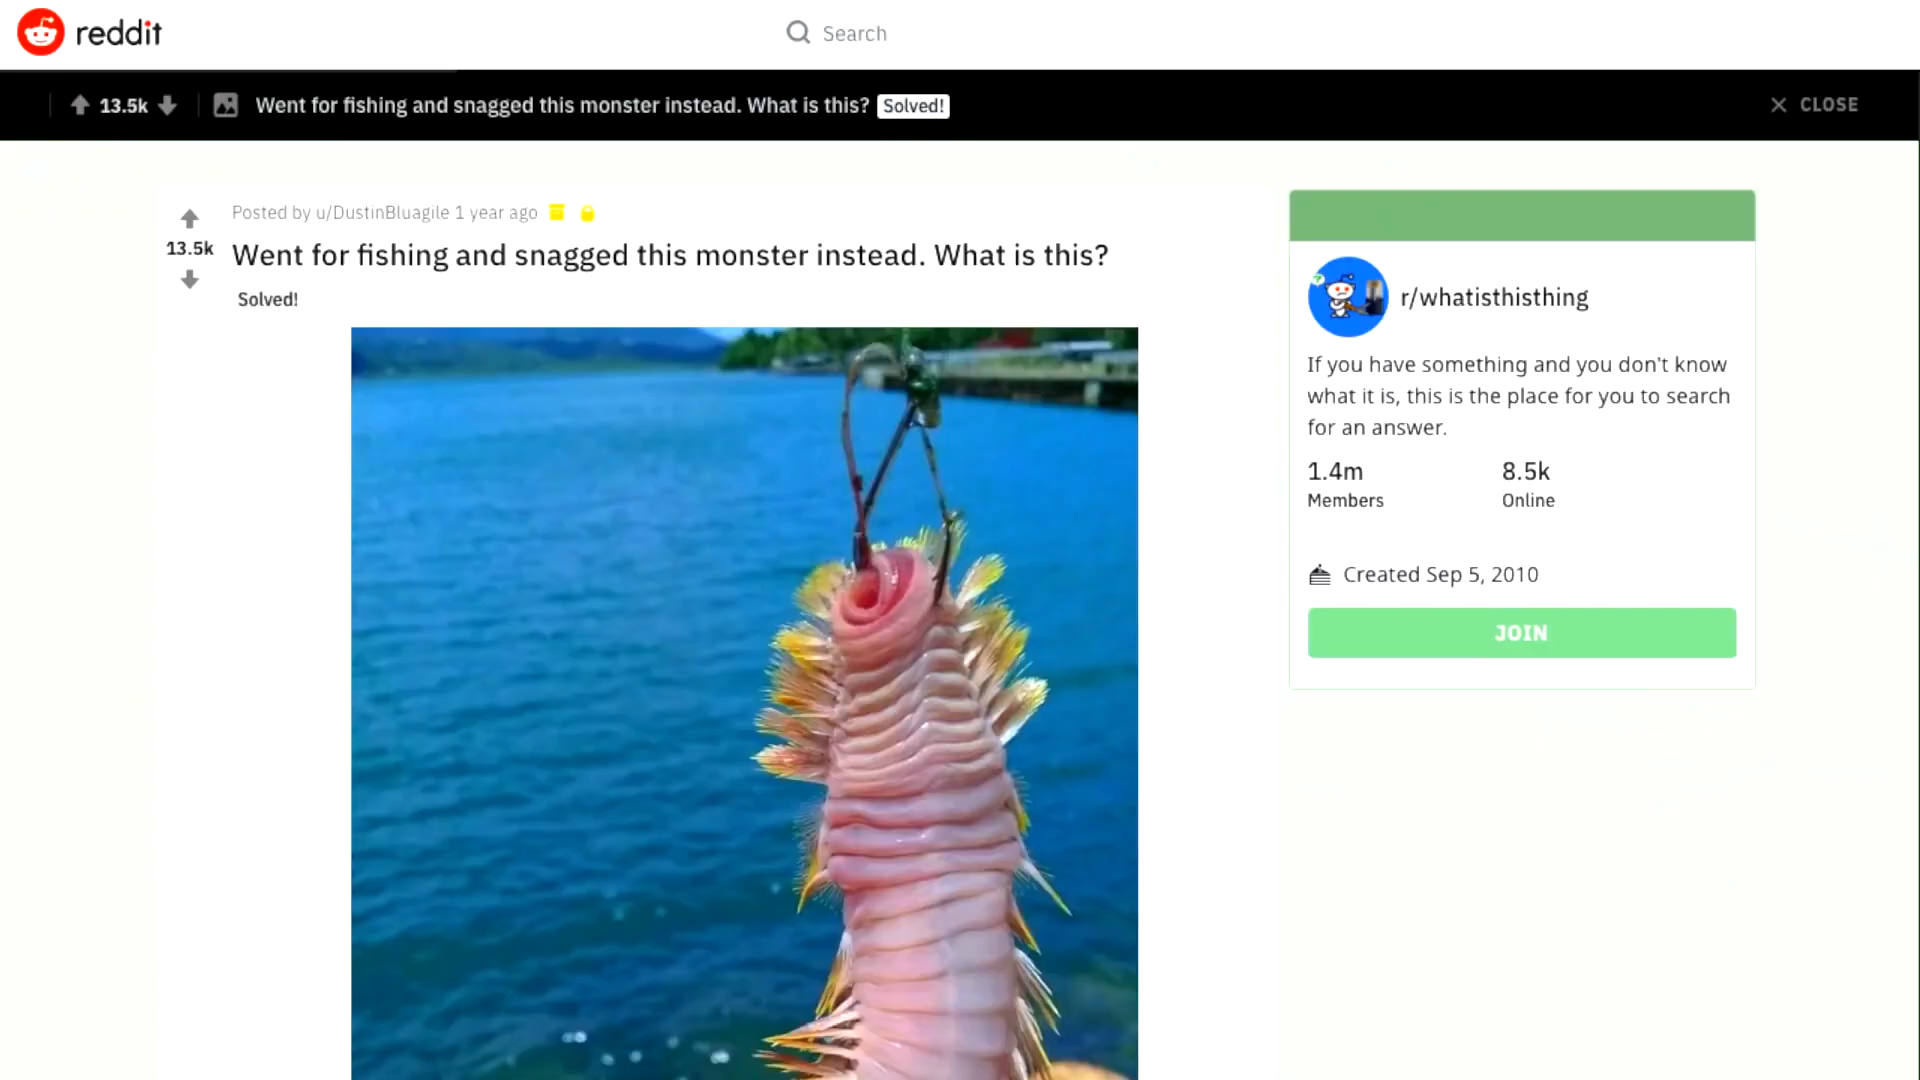 reddit
Search
13.5k
Went for fishing and snagged this monster instead. What is this? Solved!
CLOSE
Posted by u/DustinBluagile 1 year ago
13.5k
Went for fishing and snagged this monster instead. What is this?
Solved!
r/whatisthisthing
If you have something and you don't know
what it is, this is the place for you to search
for an answer.
1.4m
Members
8.5k
Online
Created Sep 5, 2010
JOIN